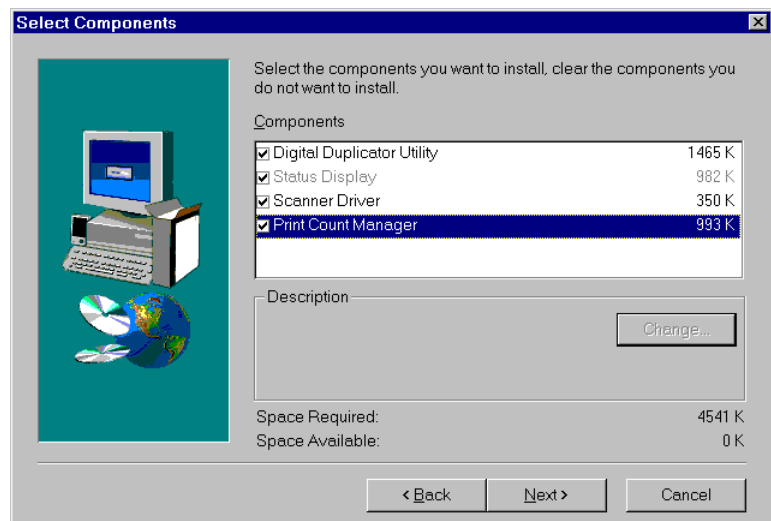 Select Components
Select the components you want to install, clear the components you
do not want to install.
Components
Digital Duplicator Utility 1465 K
Status Display 982 K
Scanner Driver 350 K
Print Count Manager 993 K
Description
Change...
Space Required: 4541 K
Space Available: 0 K
< Back Next > Cancel